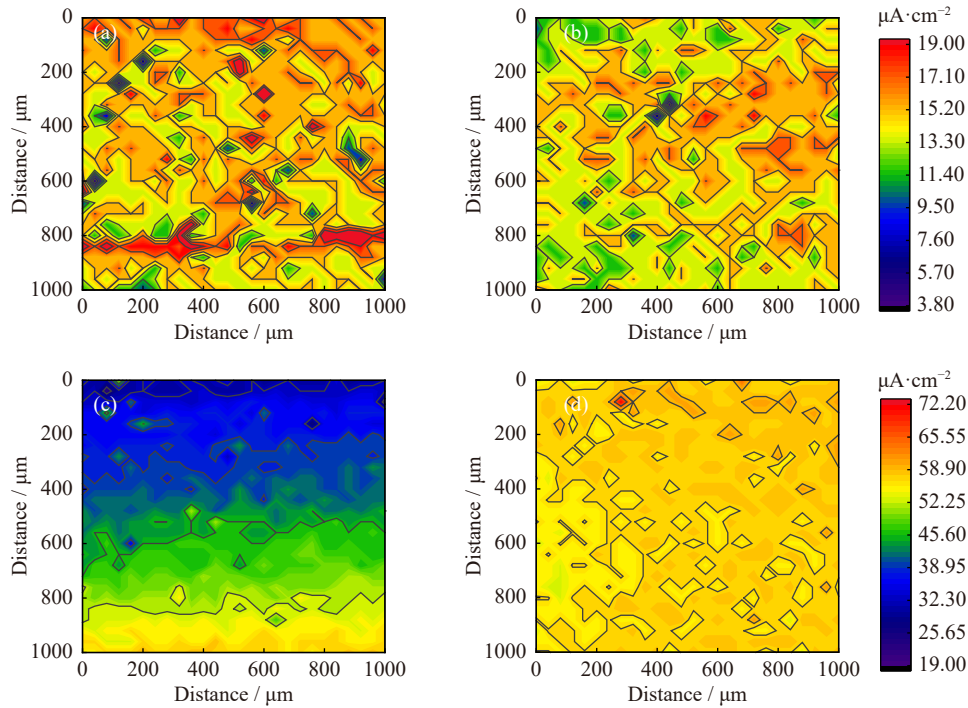 μA·cm⁻²
(a)
0
200
400
600
800
1000
Distance / μm
0 200 400 600 800 1000
Distance / μm
(b)
0
200
400
600
800
1000
Distance / μm
0 200 400 600 800 1000
Distance / μm
19.00
17.10
15.20
13.30
11.40
9.50
7.60
5.70
3.80
(c)
0
200
400
600
800
1000
Distance / μm
0 200 400 600 800 1000
Distance / μm
(d)
0
200
400
600
800
1000
Distance / μm
0 200 400 600 800 1000
Distance / μm
μA·cm⁻²
72.20
65.55
58.90
52.25
45.60
38.95
32.30
25.65
19.00